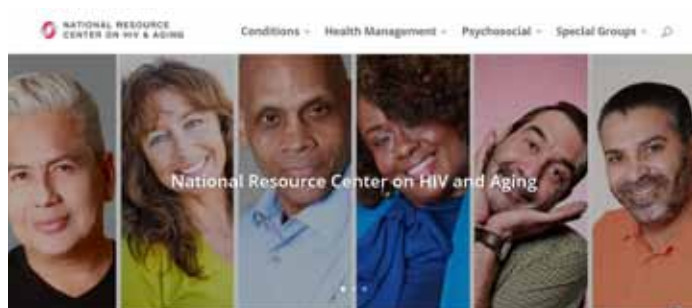 NATIONAL RESOURCE
CENTER ON HIV & AGING
Conditions Health Management Psychosocial Special Groups
National Resource Center on HIV and Aging